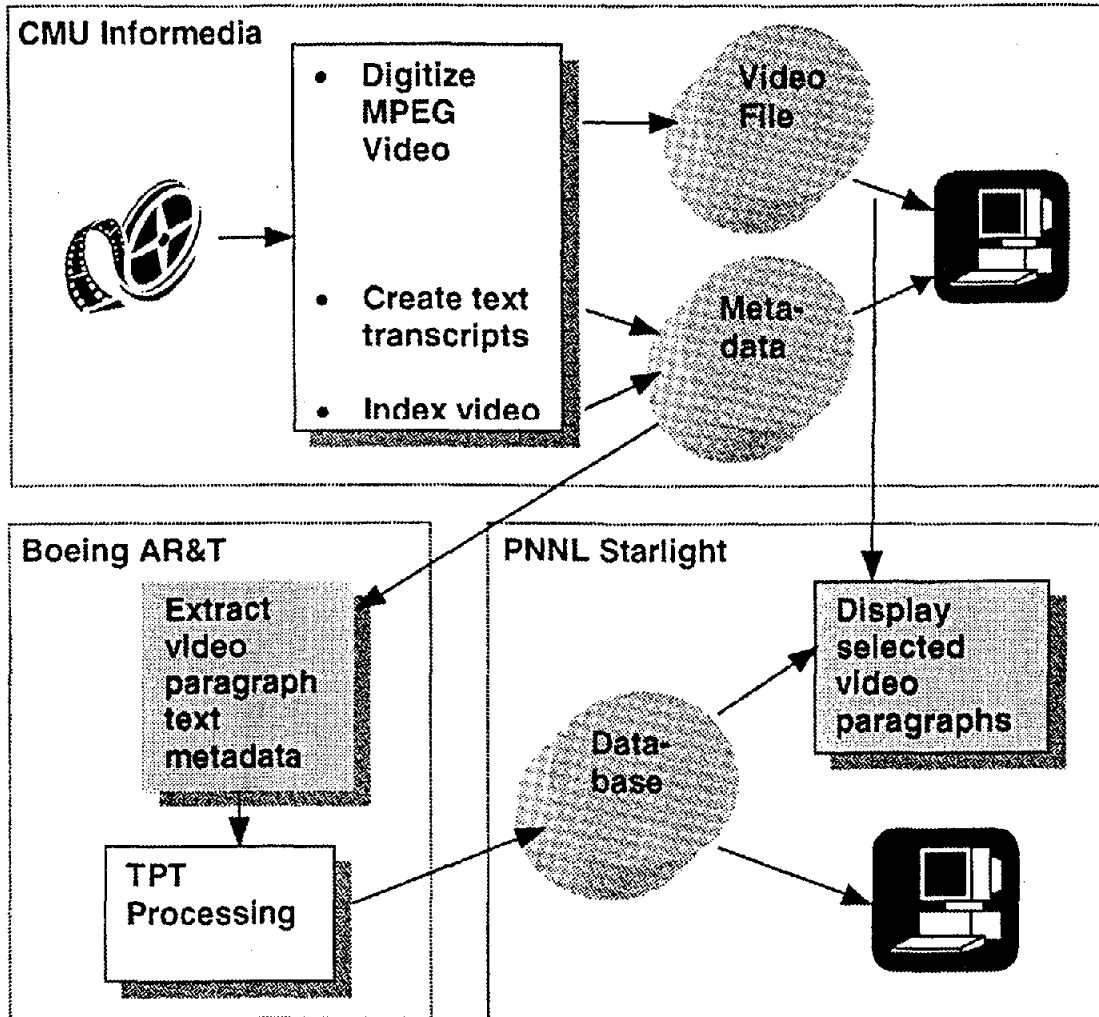 CMU Informedia
• Digitize
MPEG
Video
• Create text
transcripts
• Index video
Video
File
Meta-
data
Boeing AR&T
Extract
video
paragraph
text
metadata
TPT
Processing
PNNL Starlight
Data-
base
Display
selected
video
paragraphs